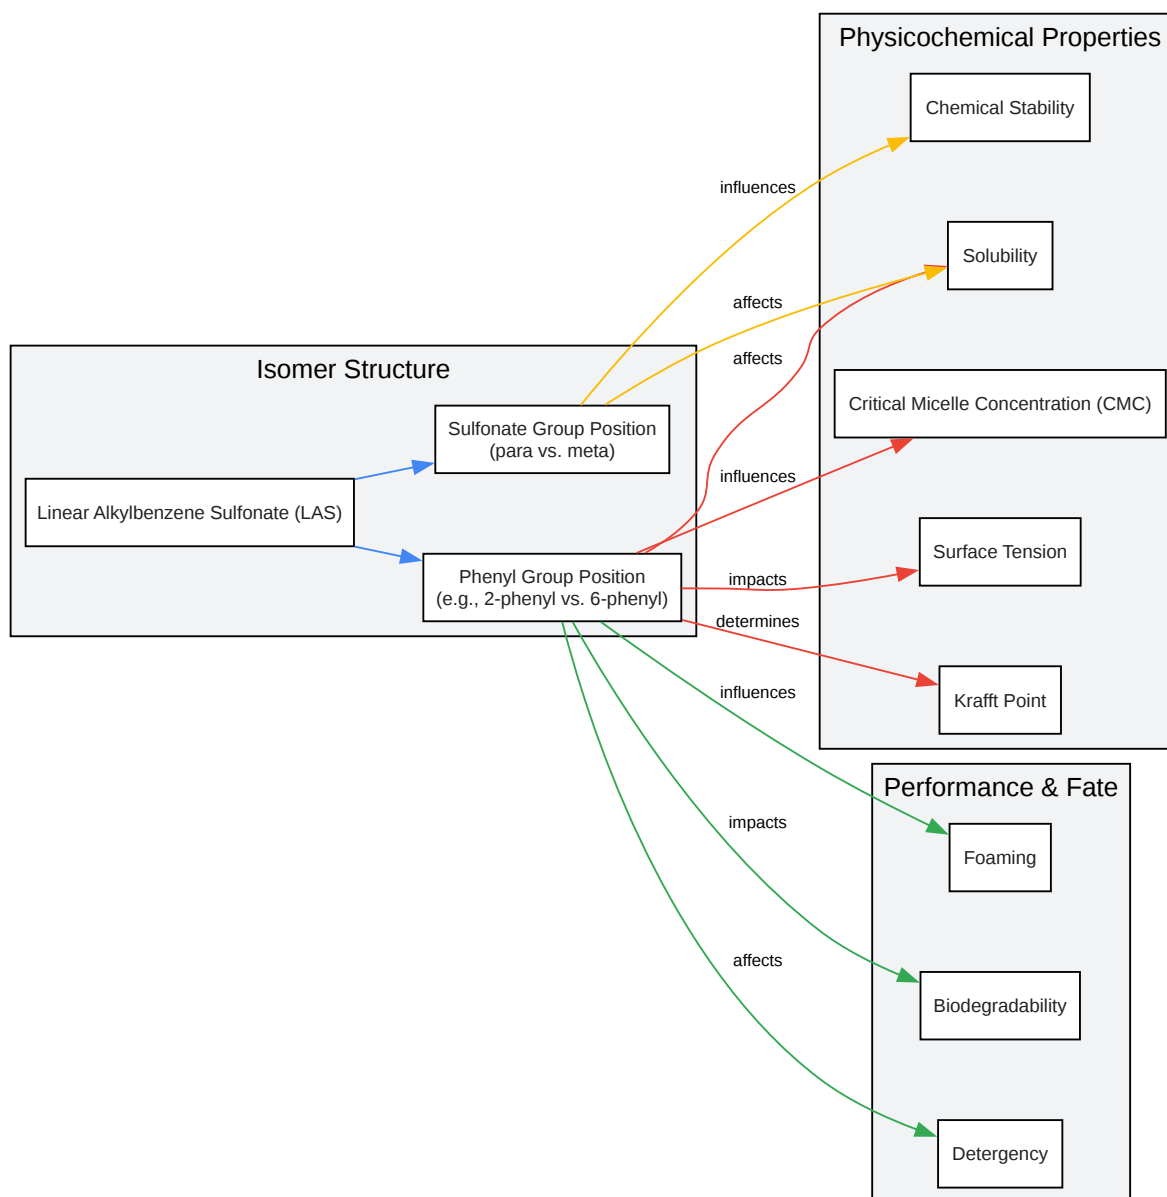 Physicochemical Properties
Chemical Stability
influences
Solubility
affects
Isomer Structure
affects
Critical Micelle Concentration (CMC)
Sulfonate Group Position
(para vs. meta)
Linear Alkylbenzene Sulfonate (LAS)
influences
Surface Tension
Phenyl Group Position
(e.g., 2-phenyl vs. 6-phenyl)
impacts
determines
Krafft Point
influences
Performance & Fate
Foaming
impacts
affects
Biodegradability
Detergency